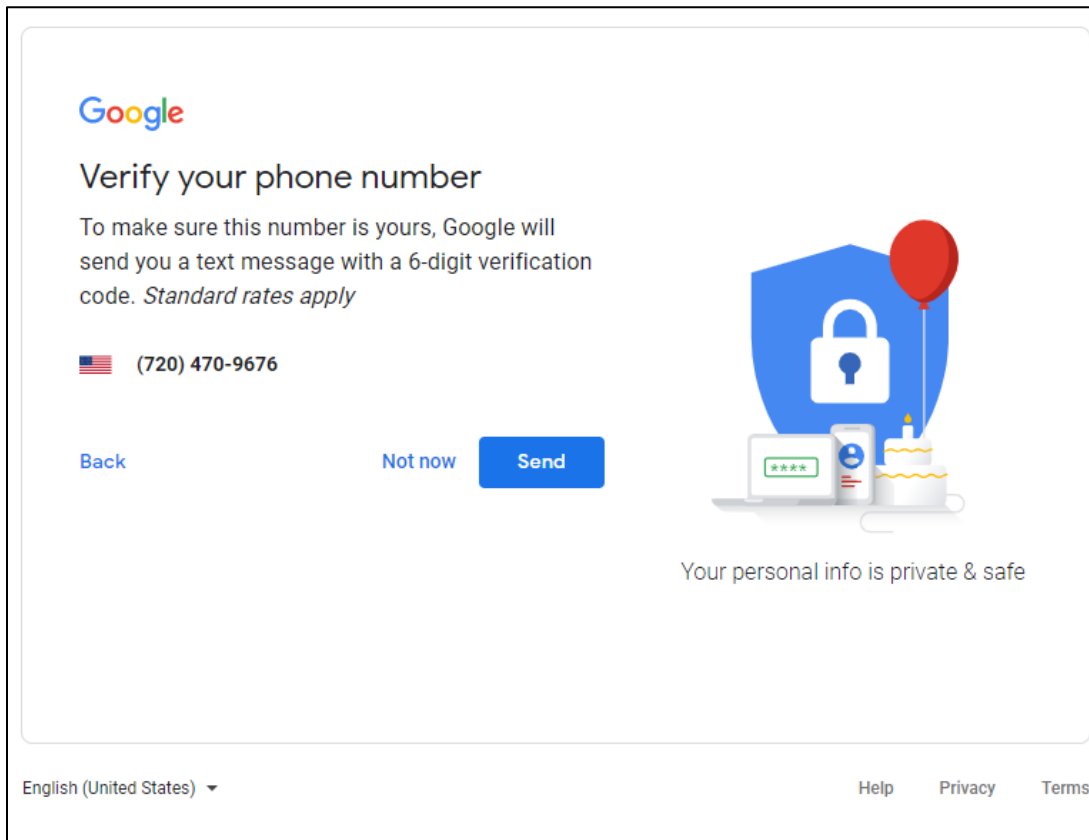 Google
Verify your phone number
To make sure this number is yours, Google will
send you a text message with a 6-digit verification
code. Standard rates apply
(720) 470-9676
Back Not now Send
****
Your personal info is private & safe
English (United States)
Help Privacy Terms